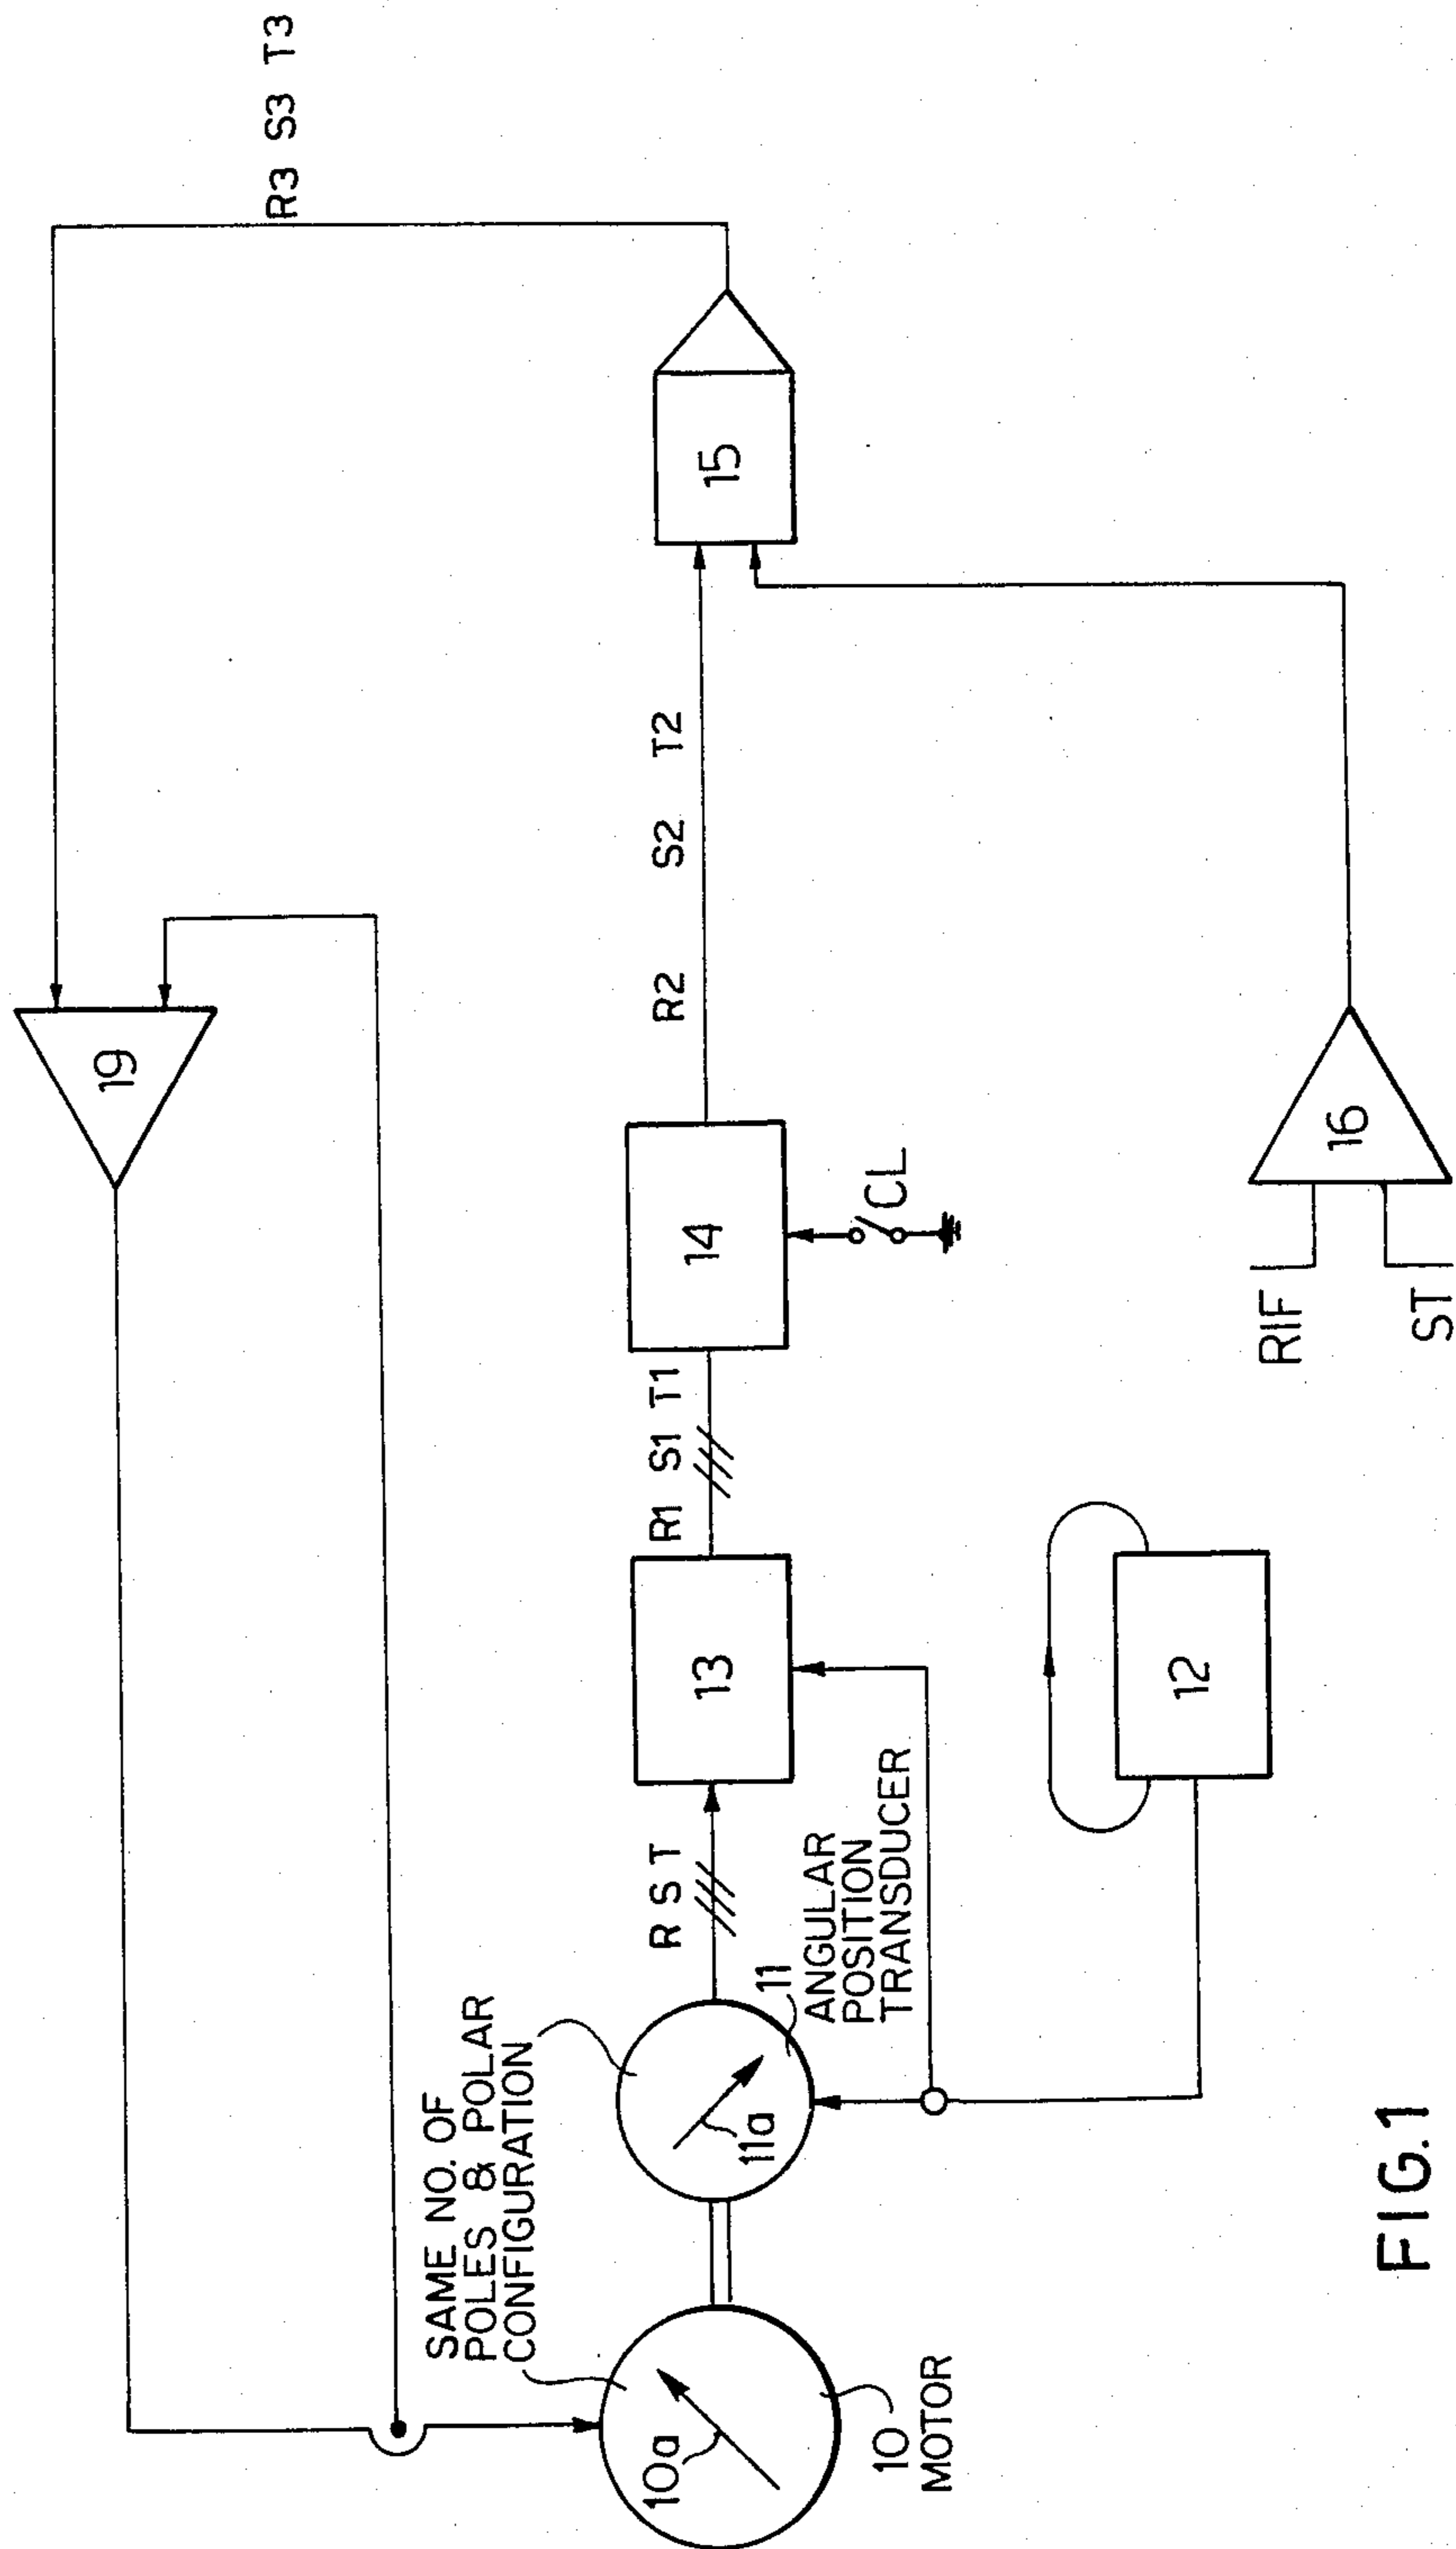 R3 S3 T3
19
15
R2 S2 T2
14
CL
16
RIF
ST
R1 S1 T1
13
12
R S T
11
ANGULAR
POSITION
TRANSDUCER
11a
SAME NO. OF
POLES & POLAR
CONFIGURATION
10a
10
MOTOR
FIG.1